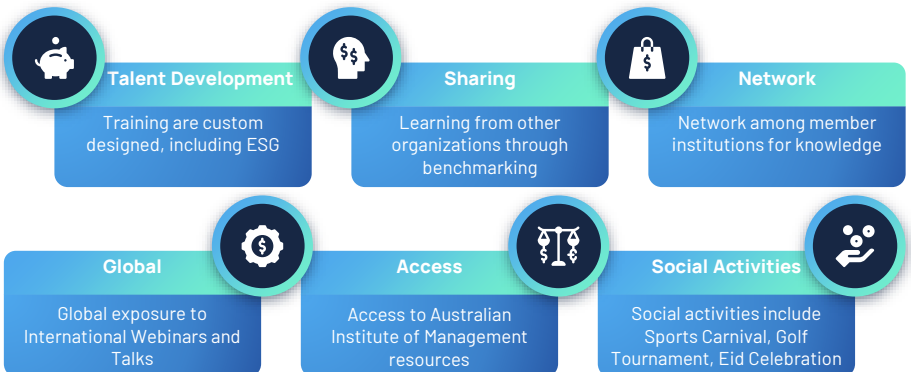 Talent Development
Training are custom
designed, including ESG
Sharing
Learning from other
organizations through
benchmarking
Network
Network among member
institutions for knowledge
Global
Global exposure to
International Webinars and
Talks
Access
Access to Australian
Institute of Management
resources
Social Activities
Social activities include
Sports Carnival, Golf
Tournament, Eid Celebration